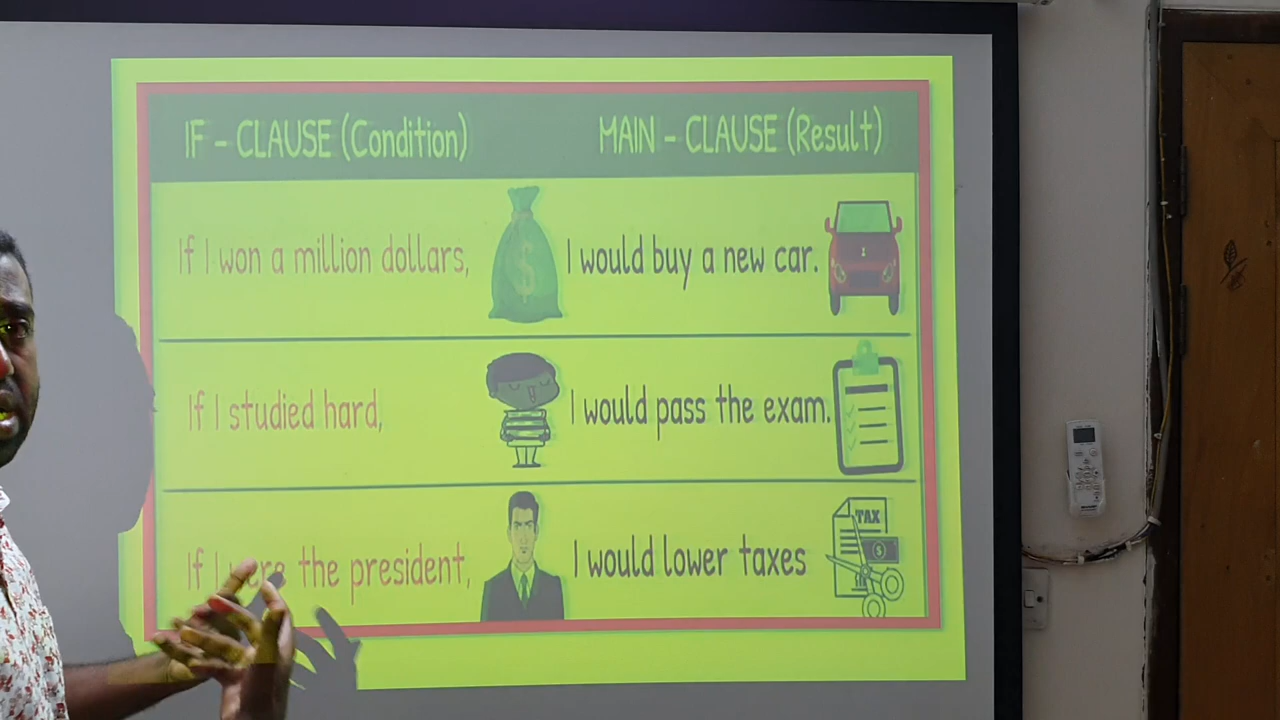 IF - CLAUSE (Condition) MAIN - CLAUSE (Result)
If I won a million dollars, $ I would buy a new car.
If I studied hard, I would pass the exam.
TAX
$
If I were the president, I would lower taxes